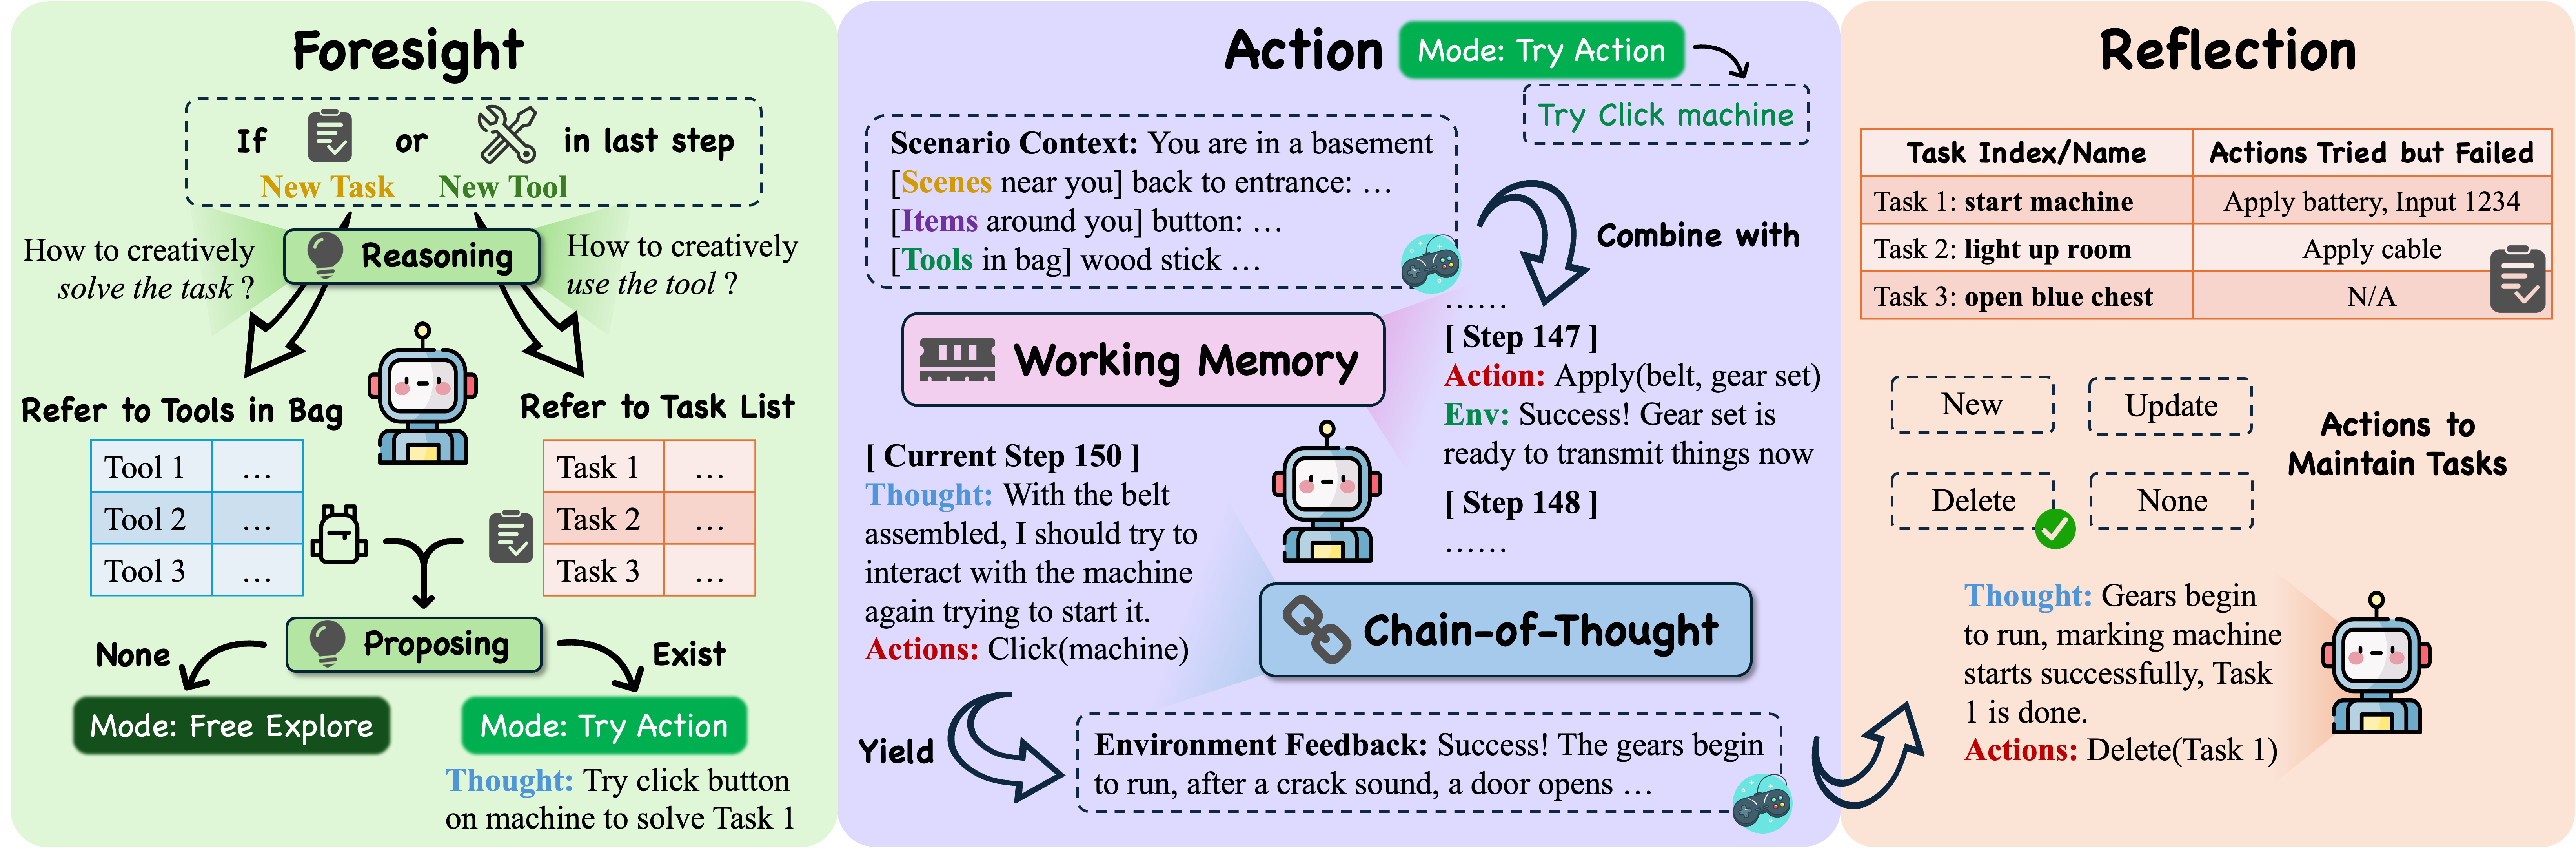 Foresight
If or in last step
New Task New Tool
How to creatively
solve the task ?
Reasoning
How to creatively
use the tool ?
Refer to Tools in Bag
Tool 1 …
Tool 2 …
Tool 3 …
Refer to Task List
Task 1 …
Task 2 …
Task 3 …
Proposing
None
Exist
Mode: Free Explore
Mode: Try Action
Thought: Try click button
on machine to solve Task 1
Action
Mode: Try Action
Try Click machine
Scenario Context: You are in a basement
[Scenes near you] back to entrance: …
[Items around you] button: …
[Tools in bag] wood stick …
Combine with
Working Memory
……
[ Step 147 ]
Action: Apply(belt, gear set)
Env: Success! Gear set is
ready to transmit things now
[ Step 148 ]
……
[ Current Step 150 ]
Thought: With the belt
assembled, I should try to
interact with the machine
again trying to start it.
Actions: Click(machine)
Chain-of-Thought
Yield
Environment Feedback: Success! The gears begin
to run, after a crack sound, a door opens …
Reflection
Task Index/Name Actions Tried but Failed
Task 1: start machine Apply battery, Input 1234
Task 2: light up room Apply cable
Task 3: open blue chest N/A
New Update
Delete None
Actions to
Maintain Tasks
Thought: Gears begin
to run, marking machine
starts successfully, Task
1 is done.
Actions: Delete(Task 1)